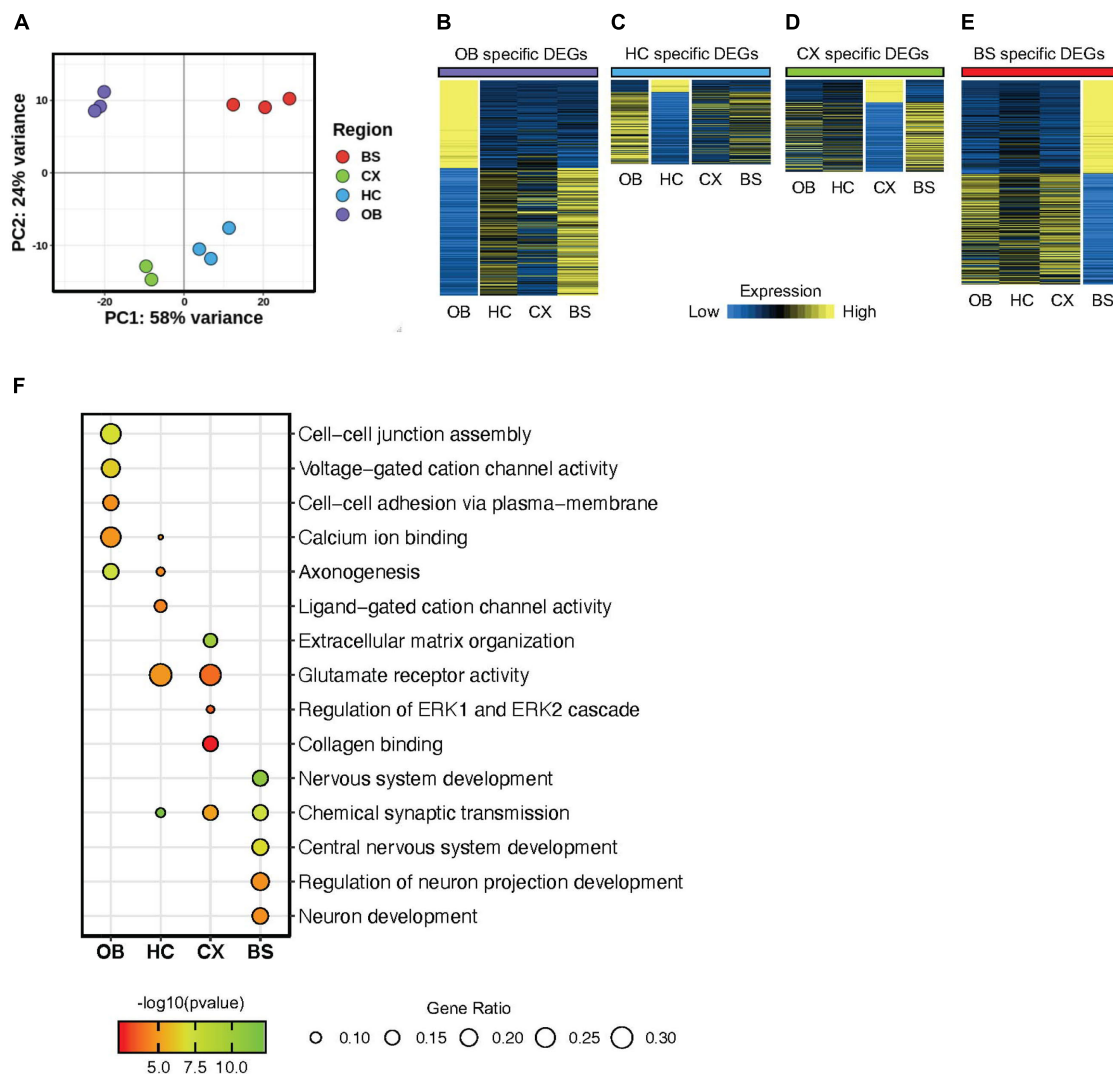 A
B
C
D
E
OB specific DEGs
HC specific DEGs
CX specific DEGs
BS specific DEGs
10
0
-10
PC2: 24% variance
-20
0
20
PC1: 58% variance
Region
BS
CX
HC
OB
OB HC CX BS
OB HC CX BS
OB HC CX BS
OB HC CX BS
Expression
Low High
F
Cell-cell junction assembly
Voltage-gated cation channel activity
Cell-cell adhesion via plasma-membrane
Calcium ion binding
Axonogenesis
Ligand-gated cation channel activity
Extracellular matrix organization
Glutamate receptor activity
Regulation of ERK1 and ERK2 cascade
Collagen binding
Nervous system development
Chemical synaptic transmission
Central nervous system development
Regulation of neuron projection development
Neuron development
OB HC CX BS
-log10(pvalue)
5.0 7.5 10.0
Gene Ratio
0.10 0.15 0.20 0.25 0.30